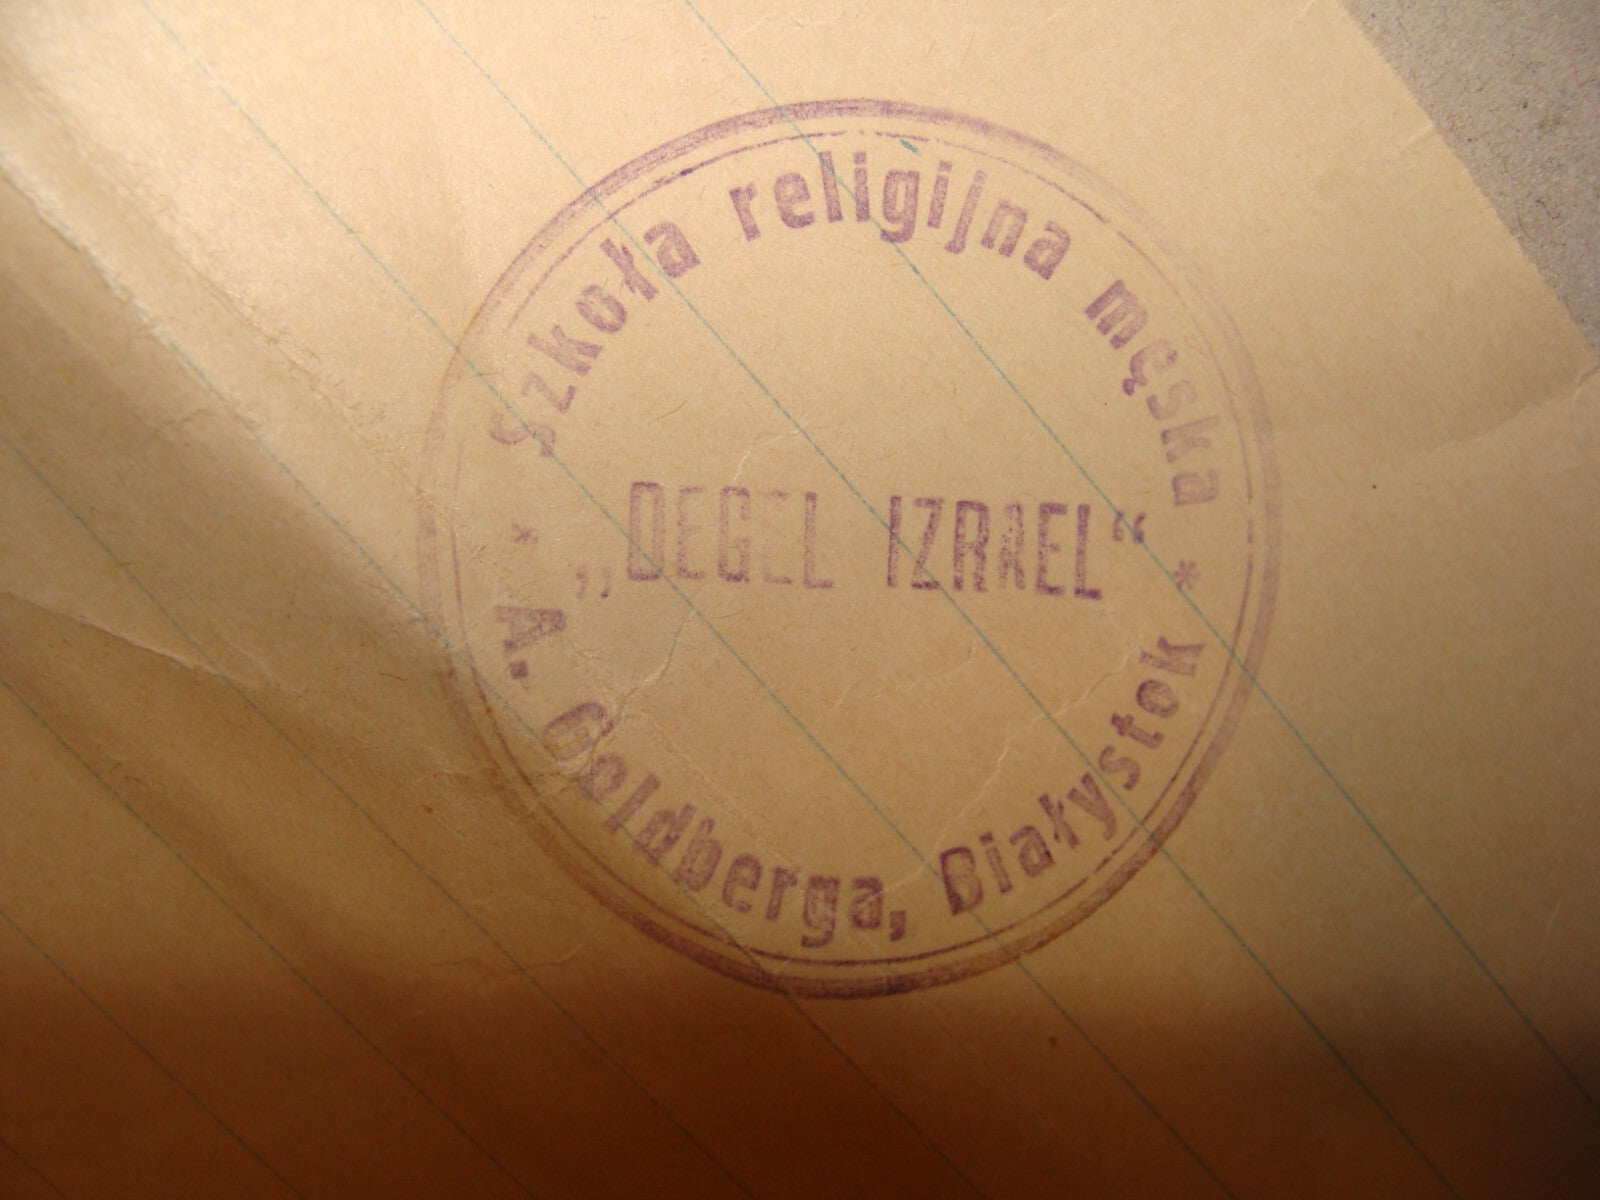 Szkoła religijna męska
„DEGEL IZRAEL“
* A. Goldberga, Białystok *